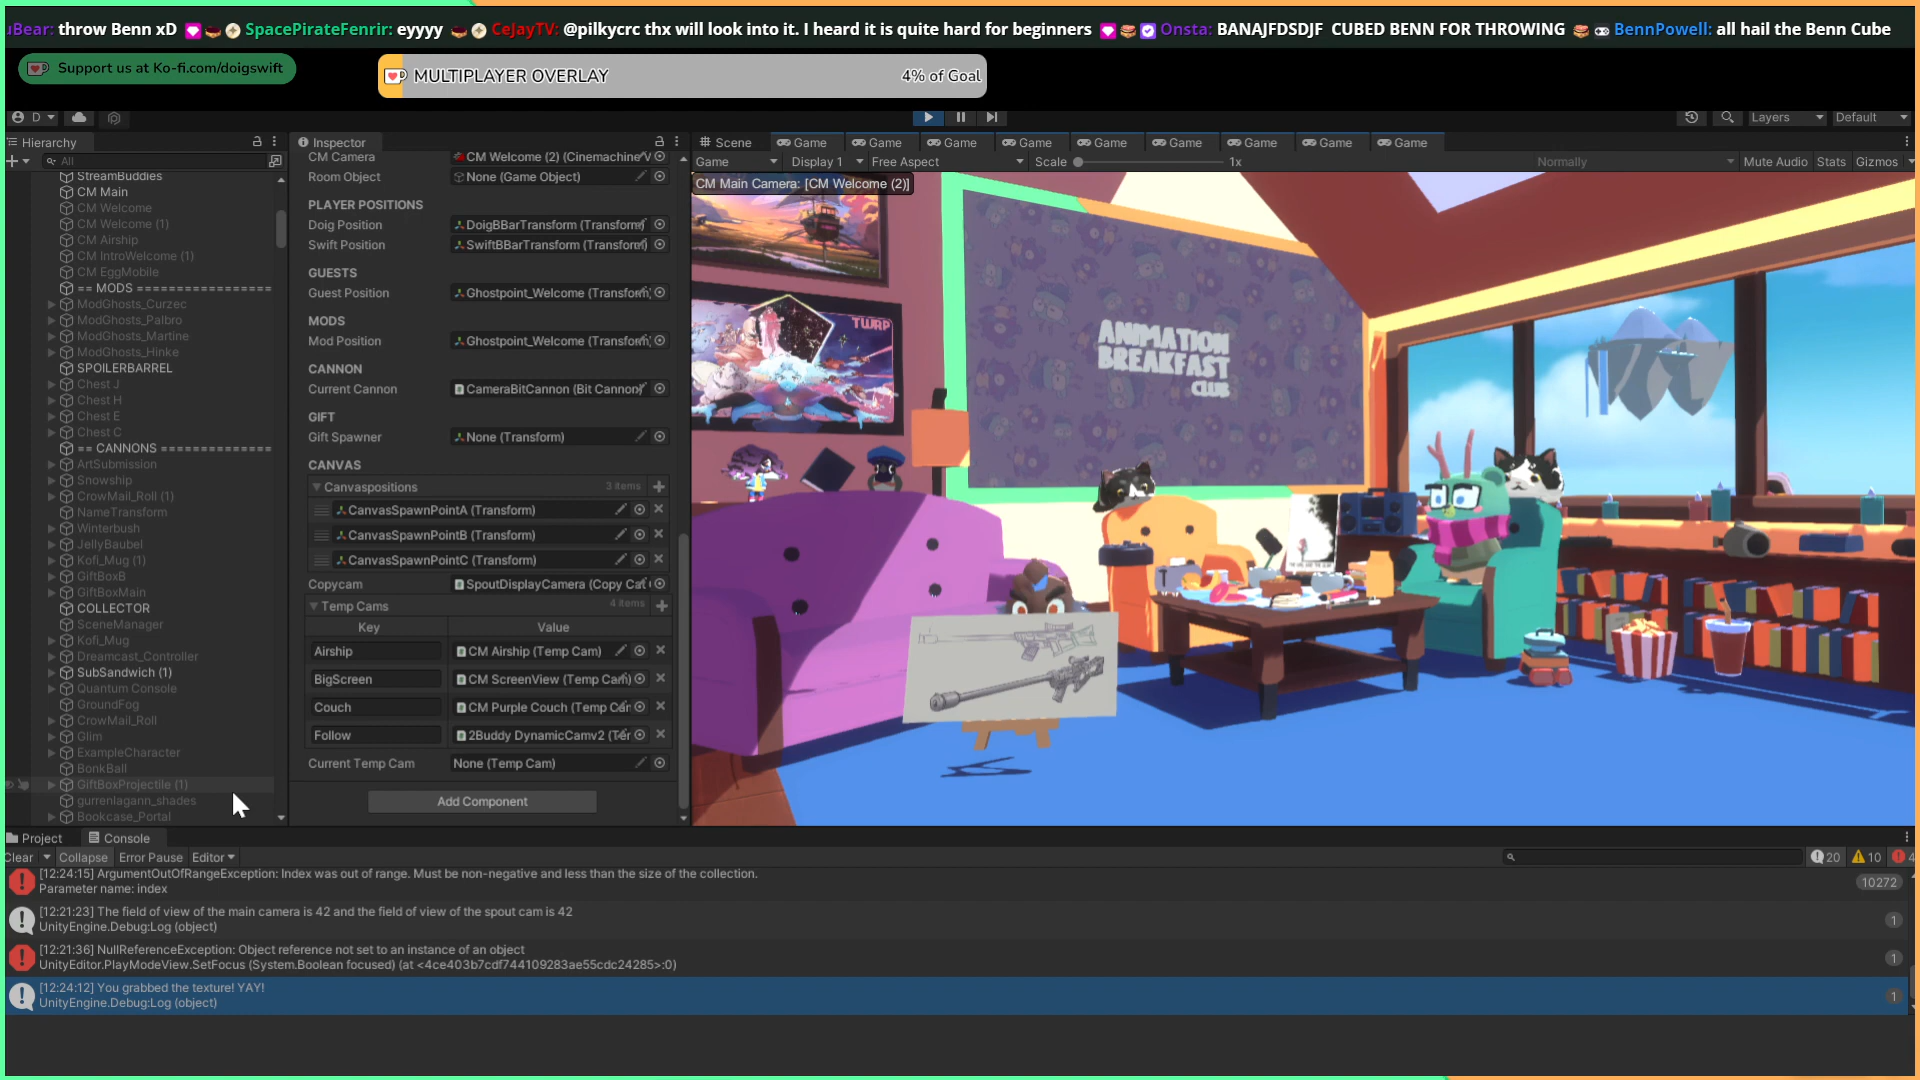 uBear: throw Benn xD SpacePirateFenrir: eyyyy CeJayTV: @pilkycrc thx will look into it. I heard it is quite hard for beginners Onsta: BANAJFDSDJF CUBED BENN FOR THROWING BennPowell: all hail the Benn Cube
Support us at Ko-fi.com/doigswift
MULTIPLAYER OVERLAY 4% of Goal
D Layers Default
Hierarchy
All
StreamBuddies
CM Main
CM Welcome
CM Welcome (1)
CM Airship
CM IntroWelcome (1)
CM EggMobile
== MODS =================
ModGhosts_Curzec
ModGhosts_Palbro
ModGhosts_Martine
ModGhosts_Hinke
SPOILERBARREL
Chest J
Chest H
Chest E
Chest C
== CANNONS ==============
ArtSubmission
Snowship
CrowMail_Roll (1)
NameTransform
Winterbush
JellyBaubel
Kofi_Mug (1)
GiftBoxB
GiftBoxMain
COLLECTOR
SceneManager
Kofi_Mug
Dreamcast_Controller
SubSandwich (1)
Quantum Console
GroundFog
CrowMail_Roll
Glim
ExampleCharacter
BonkBall
GiftBoxProjectile (1)
gurrenlagann_shades
Bookcase_Portal
Inspector
CM Camera CM Welcome (2) (CinemachineV
Room Object None (Game Object)
PLAYER POSITIONS
Doig Position DoigBBarTransform (Transform)
Swift Position SwiftBBarTransform (Transform)
GUESTS
Guest Position Ghostpoint_Welcome (Transform)
MODS
Mod Position Ghostpoint_Welcome (Transform)
CANNON
Current Cannon CameraBitCannon (Bit Cannon)
GIFT
Gift Spawner None (Transform)
CANVAS
Canvaspositions 3 items
CanvasSpawnPointA (Transform)
CanvasSpawnPointB (Transform)
CanvasSpawnPointC (Transform)
Copycam SpoutDisplayCamera (Copy Ca
Temp Cams 4 items
Key Value
Airship CM Airship (Temp Cam)
BigScreen CM ScreenView (Temp Cam)
Couch CM Purple Couch (Temp Car
Follow 2Buddy DynamicCamv2 (Ter
Current Temp Cam None (Temp Cam)
Add Component
Scene Game Game Game Game Game Game Game Game Game
Game Display 1 Free Aspect Scale 1x Normally Mute Audio Stats Gizmos
CM Main Camera: [CM Welcome (2)]
TWRP
ANIMATION
BREAKFAST
CLUB
Project Console
Clear Collapse Error Pause Editor 20 10 4
[12:24:15] ArgumentOutOfRangeException: Index was out of range. Must be non-negative and less than the size of the collection.
Parameter name: index 10272
[12:21:23] The field of view of the main camera is 42 and the field of view of the spout cam is 42
UnityEngine.Debug:Log (object) 1
[12:21:36] NullReferenceException: Object reference not set to an instance of an object
UnityEditor.PlayModeView.SetFocus (System.Boolean focused) (at <4ce403b7cdf744109283ae55cdc24285>:0) 1
[12:24:12] You grabbed the texture! YAY!
UnityEngine.Debug:Log (object) 1